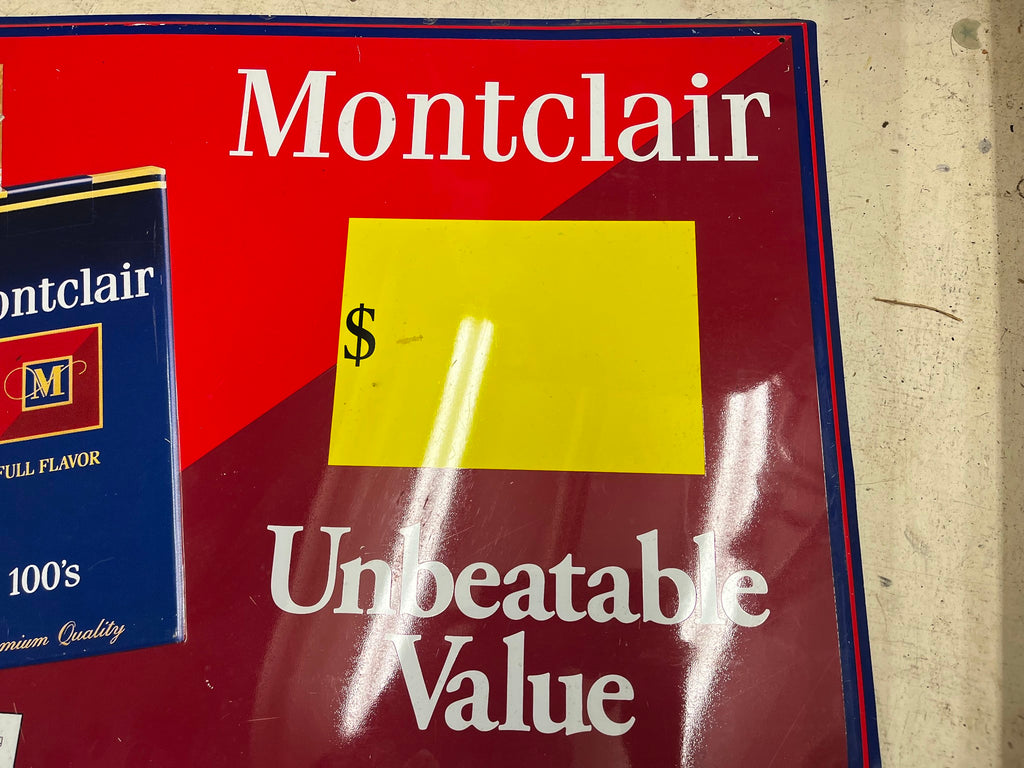 Montclair
$
Unbeatable
Value
ontclair
M
FULL FLAVOR
100's
mium Quality
g